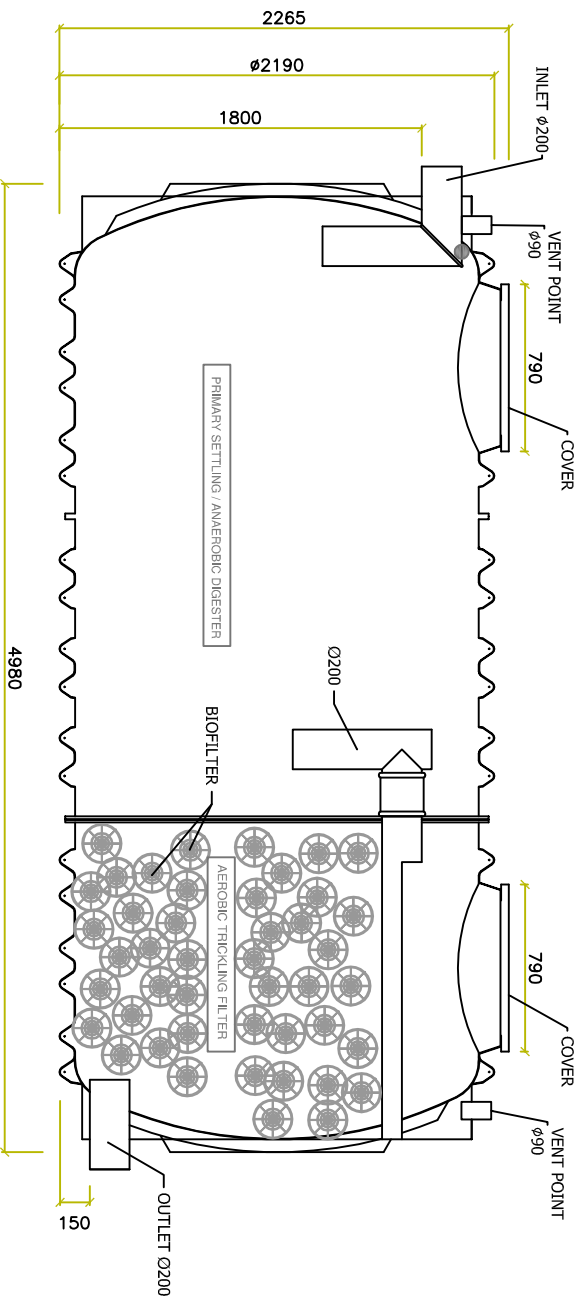 2265
ø2190
1800
INLET ø200
VENT POINT
ø90
790
COVER
PRIMARY SETTLING / ANAEROBIC DIGESTER
Ø200
BIOFILTER
AEROBIC TRICKLING FILTER
790
COVER
VENT POINT
ø90
OUTLET Ø200
150
4980